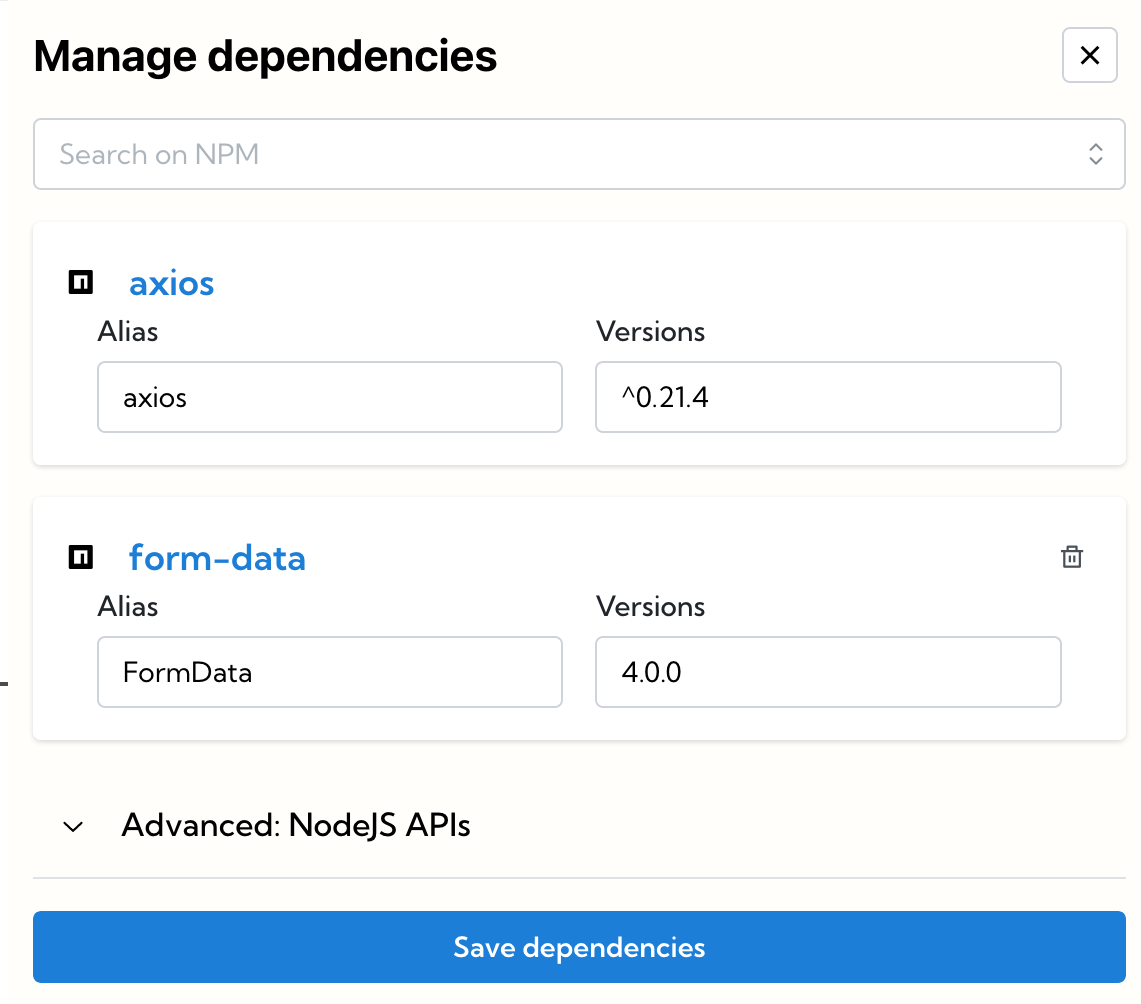 Manage dependencies
Search on NPM
axios
Alias Versions
axios ^0.21.4
form-data
Alias Versions
FormData 4.0.0
Advanced: NodeJS APIs
Save dependencies